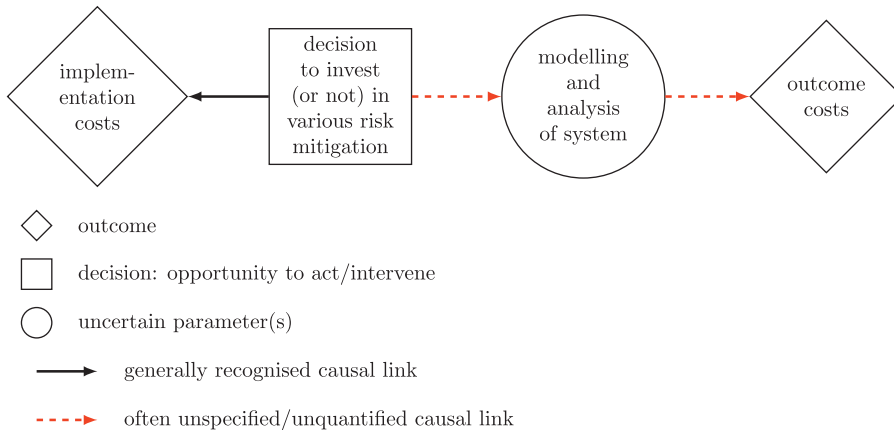 implem-
entation
costs
decision
to invest
(or not) in
various risk
mitigation
modelling
and
analysis
of system
outcome
costs
outcome
decision: opportunity to act/intervene
uncertain parameter(s)
generally recognised causal link
often unspecified/unquantified causal link